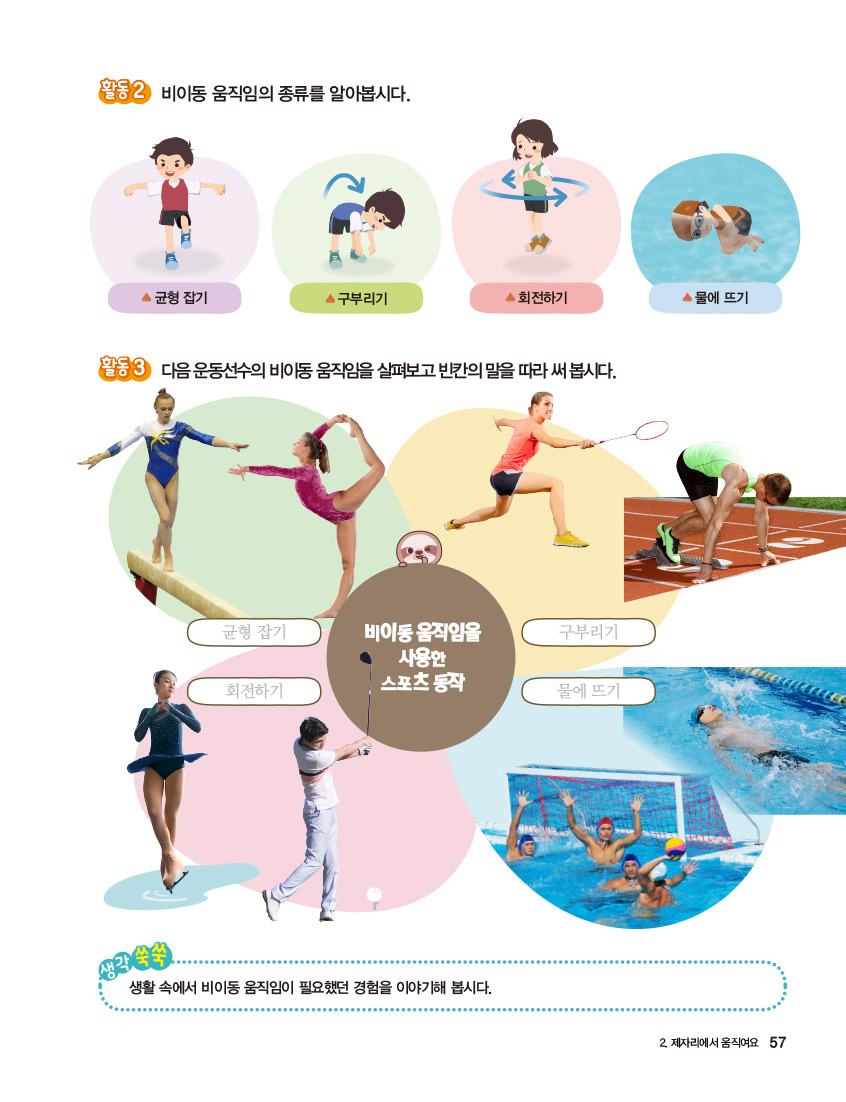 활동 2 비이동 움직임의 종류를 알아봅시다.
▲ 균형 잡기
▲ 구부리기
▲ 회전하기
▲ 물에 뜨기
활동 3 다음 운동선수의 비이동 움직임을 살펴보고 빈칸의 말을 따라 써 봅시다.
균형 잡기
구부리기
비이동 움직임을
사용한
스포츠 동작
회전하기
물에 뜨기
생각 쑥쑥
생활 속에서 비이동 움직임이 필요했던 경험을 이야기해 봅시다.
2. 제자리에서 움직여요 57